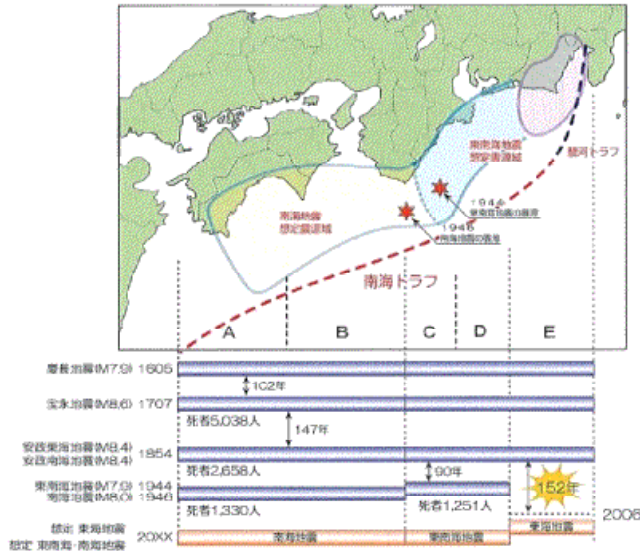 東南海地震
想定震源域
駿河トラフ
1944
東南海地震の震源
南海地震
想定震源域
1946
南海地震の震源
南海トラフ
A
B
C
D
E
慶長地震(M7.9) 1605
102年
宝永地震(M8.6) 1707
死者5,038人
147年
安政東海地震(M8.4)
安政南海地震(M8.4)
1854
死者2,658人
90年
152年
東南海地震(M7.9) 1944
南海地震(M8.0) 1946
死者1,330人
死者1,251人
2006
想定 東海地震
想定 東南海・南海地震
20XX
南海地震
東南海地震
東海地震